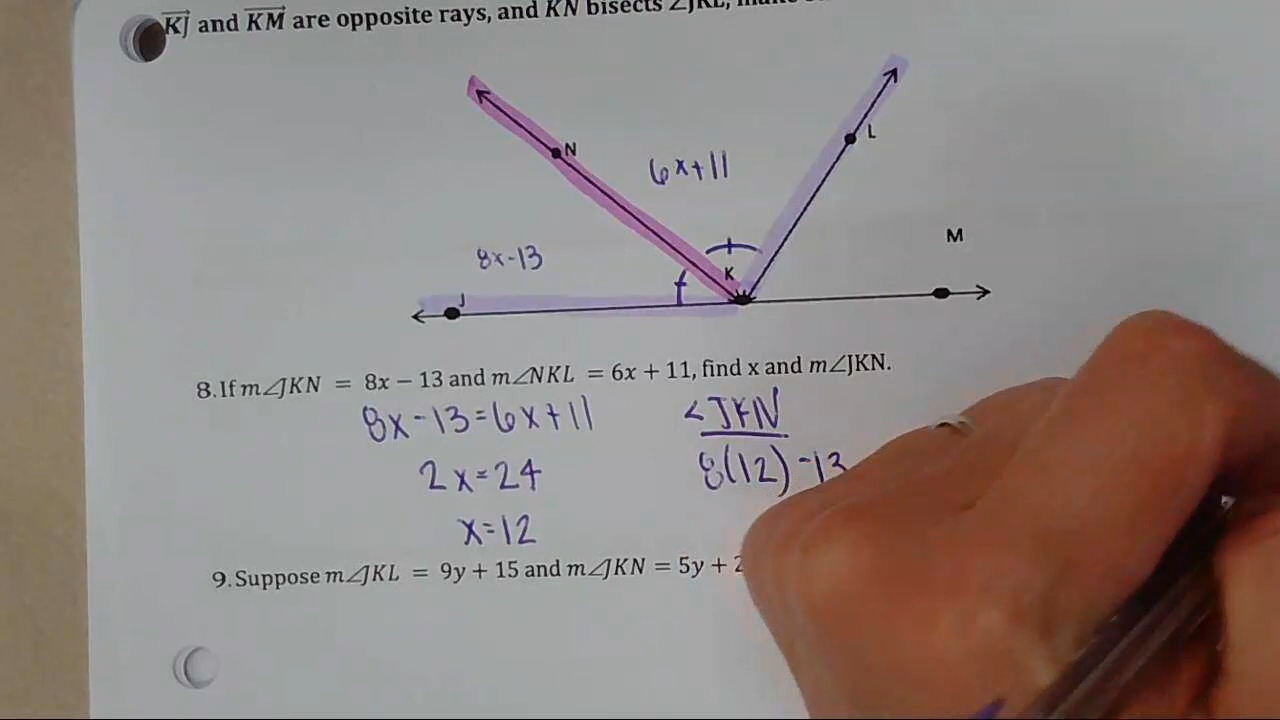 KJ and KM are opposite rays, and KN bisects ∠JKL,
N
L
6x+11
M
8x-13
K
J
8. If m∠JKN = 8x − 13 and m∠NKL = 6x + 11, find x and m∠JKN.
8x-13=6x+11
<JKN
2x=24
8(12)-13
x=12
9. Suppose m∠JKL = 9y + 15 and m∠JKN = 5y + 2